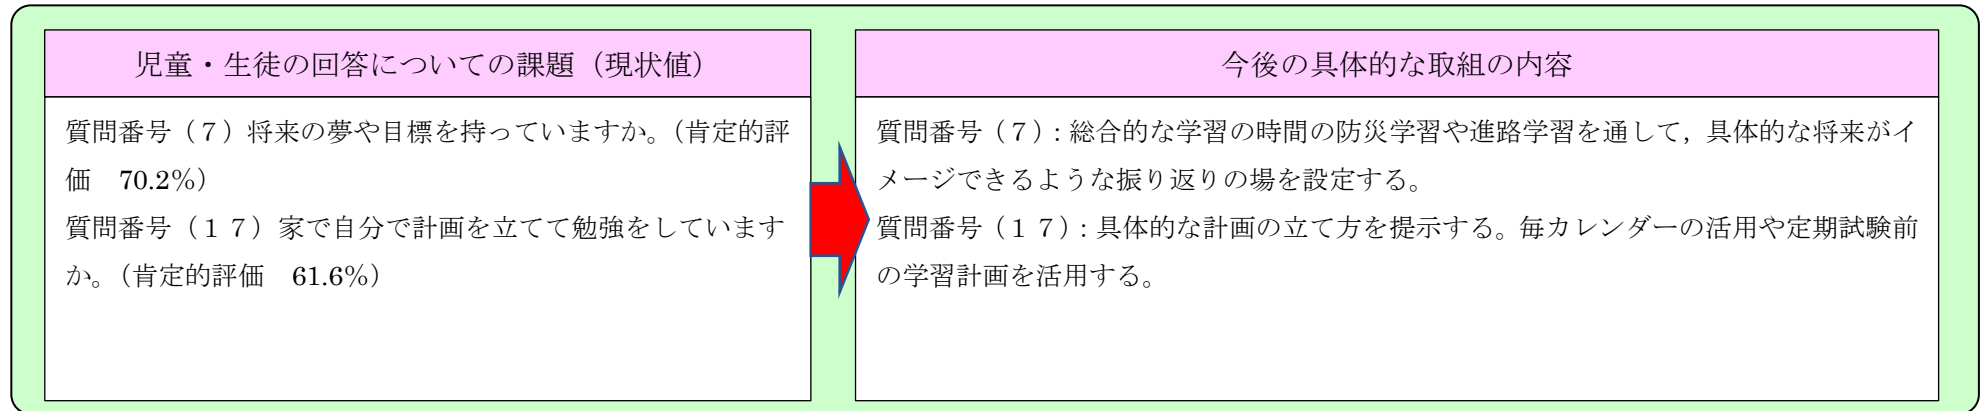 児童・生徒の回答についての課題（現状値）
質問番号（７）将来の夢や目標を持っていますか。（肯定的評
価　70.2%）
質問番号（１７）家で自分で計画を立てて勉強をしています
か。（肯定的評価　61.6%）
今後の具体的な取組の内容
質問番号（７）：総合的な学習の時間の防災学習や進路学習を通して，具体的な将来がイ
メージできるような振り返りの場を設定する。
質問番号（１７）：具体的な計画の立て方を提示する。毎カレンダーの活用や定期試験前
の学習計画を活用する。